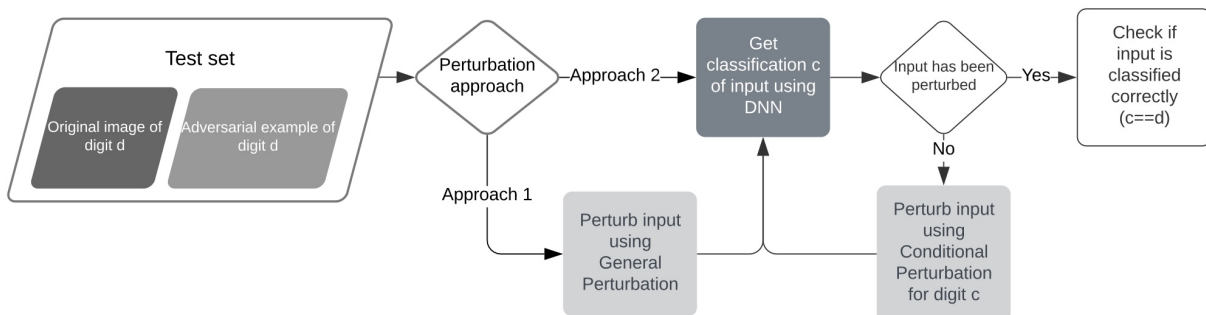 Test set
Original image of
digit d
Adversarial example of
digit d
Perturbation
approach
Approach 2
Approach 1
Perturb input
using
General
Perturbation
Get
classification c
of input using
DNN
Input has been
perturbed
Yes
No
Check if
input is
classified
correctly
(c==d)
Perturb input
using
Conditional
Perturbation
for digit c